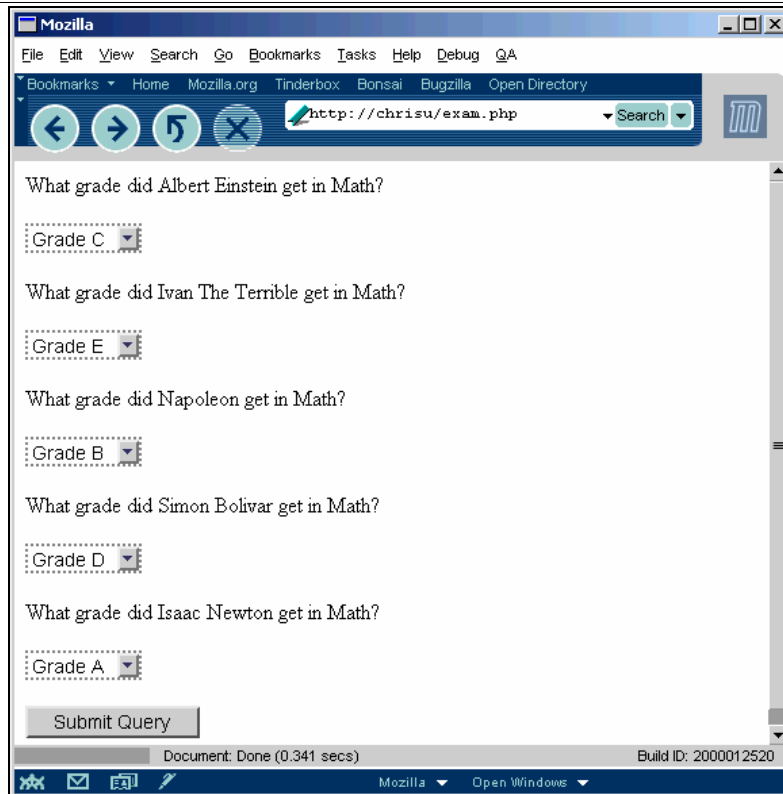 Mozilla
File Edit View Search Go Bookmarks Tasks Help Debug QA
Bookmarks Home Mozilla.org Tinderbox Bonsai Bugzilla Open Directory
http://chrisu/exam.php Search
What grade did Albert Einstein get in Math?
Grade C
What grade did Ivan The Terrible get in Math?
Grade E
What grade did Napoleon get in Math?
Grade B
What grade did Simon Bolivar get in Math?
Grade D
What grade did Isaac Newton get in Math?
Grade A
Submit Query
Document: Done (0.341 secs) Build ID: 2000012520
Mozilla Open Windows